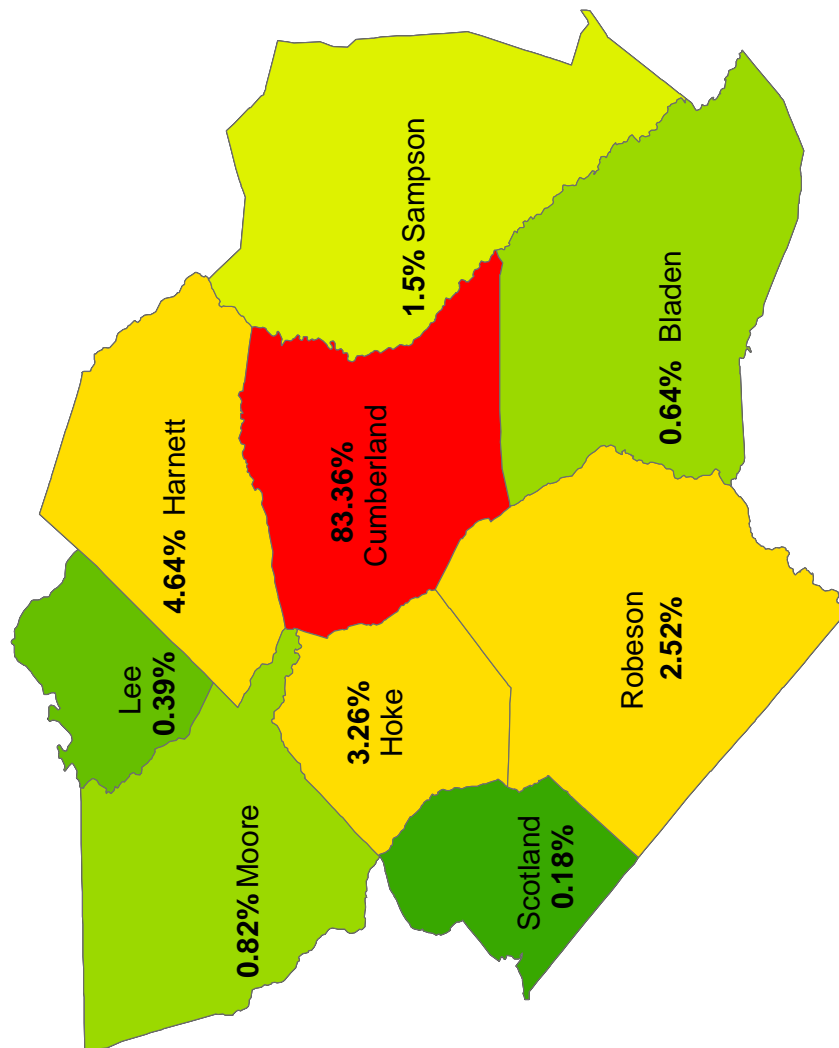 Lee
0.39%
4.64% Harnett
0.82% Moore
3.26%
Hoke
83.36%
Cumberland
1.5% Sampson
Scotland
0.18%
Robeson
2.52%
0.64% Bladen